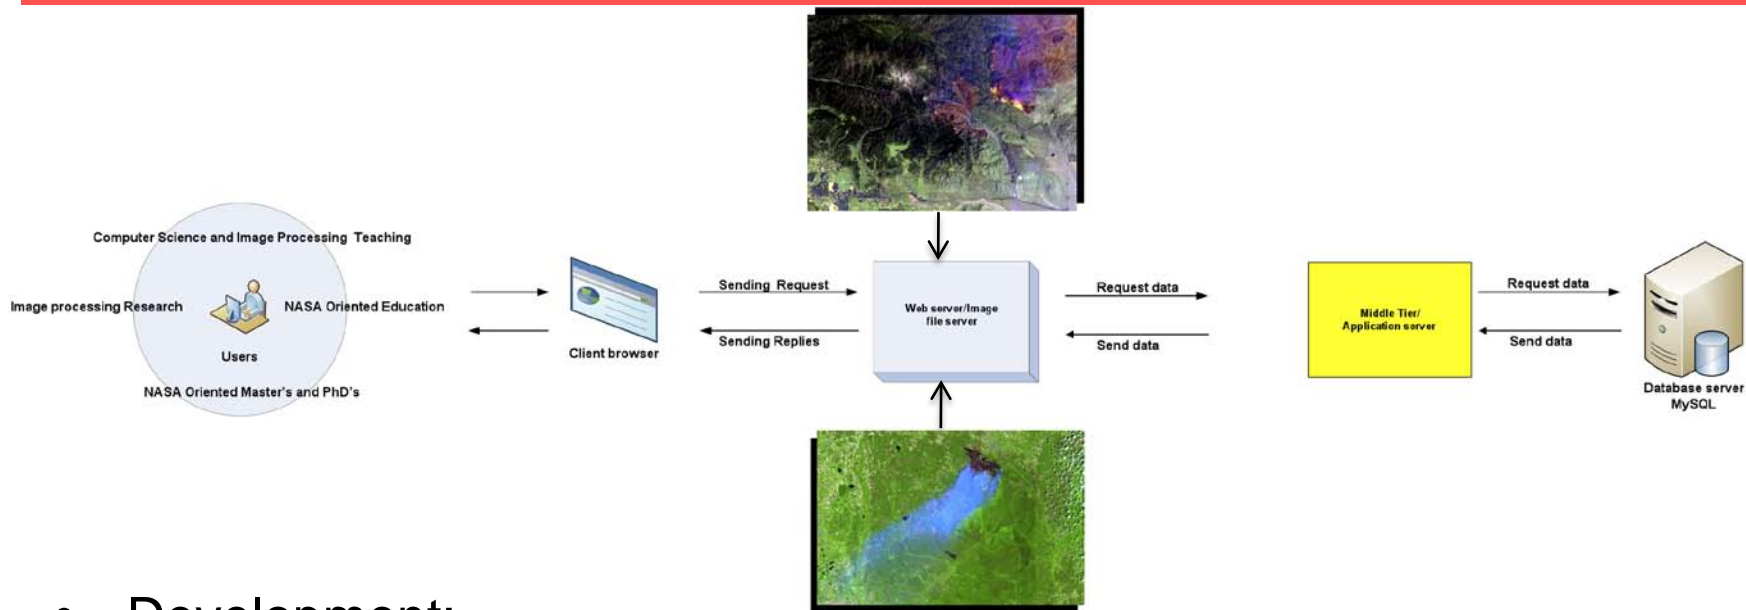 Computer Science and Image Processing Teaching
Image processing Research
NASA Oriented Education
Users
NASA Oriented Master's and PhD's
Client browser
Sending Request
Sending Replies
Web server/Image
file server
Request data
Send data
Middle Tier/
Application server
Request data
Send data
Database server
MySQL
Development: